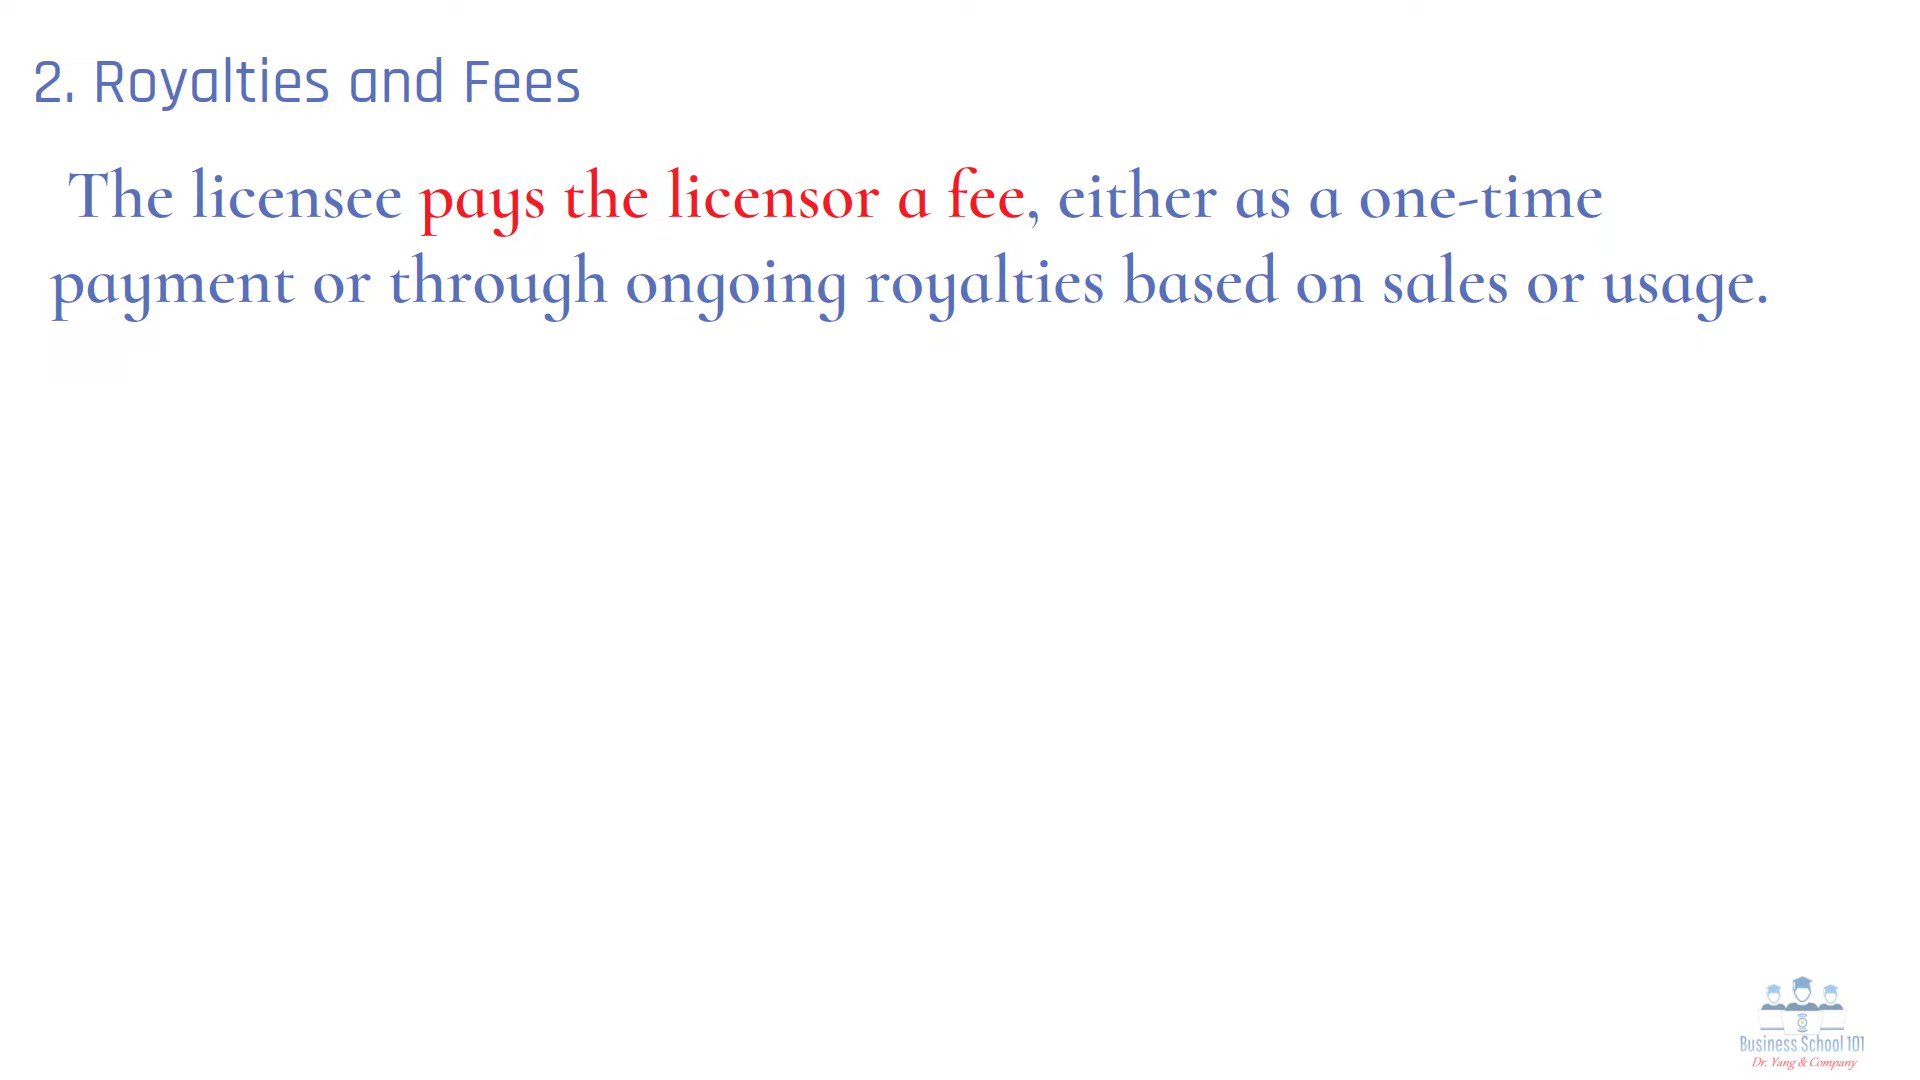 2. Royalties and Fees
The licensee pays the licensor a fee, either as a one-time
payment or through ongoing royalties based on sales or usage.
Business School 101
Dr. Yang & Company